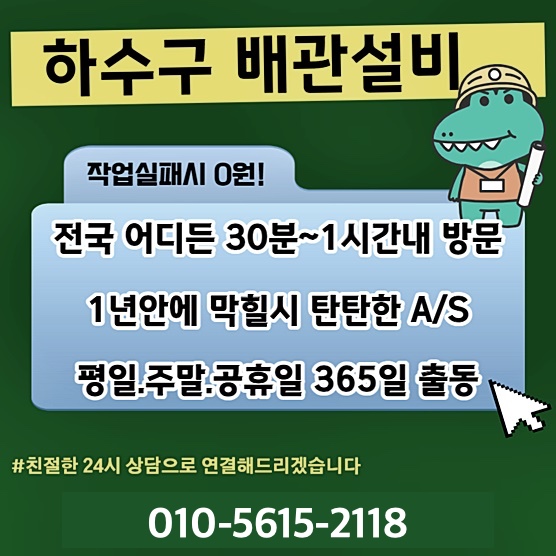 하수구 배관설비
작업실패시 0원!
전국 어디든 30분~1시간내 방문
1년안에 막힐시 탄탄한 A/S
평일.주말.공휴일 365일 출동
#친절한 24시 상담으로 연결해드리겠습니다
010-5615-2118